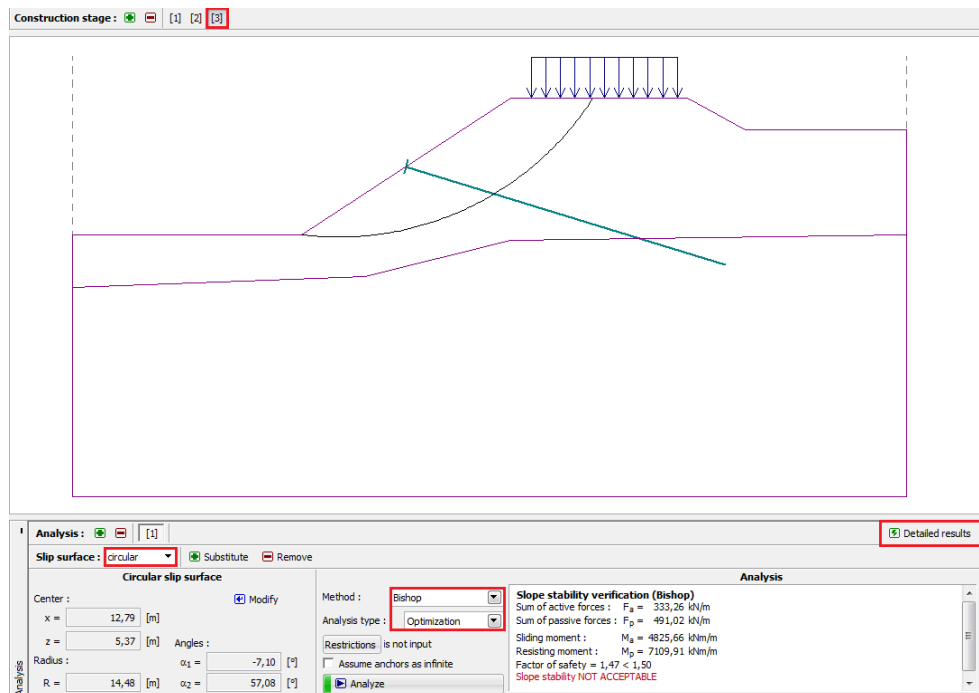 Construction stage : [1] [2] [3]
Analysis : [1] Detailed results
Slip surface : circular Substitute Remove
Circular slip surface
Center : Modify
x = 12,79 [m]
z = 5,37 [m] Angles :
Radius : α1 = -7,10 [°]
R = 14,48 [m] α2 = 57,08 [°]
Method : Bishop
Analysis type : Optimization
Restrictions is not input
Assume anchors as infinite
Analyze
Analysis
Slope stability verification (Bishop)
Sum of active forces : Fa = 333,26 kN/m
Sum of passive forces : Fp = 491,02 kN/m
Sliding moment : Ma = 4825,66 kNm/m
Resisting moment : Mp = 7109,91 kNm/m
Factor of safety = 1,47 < 1,50
Slope stability NOT ACCEPTABLE
Analysis